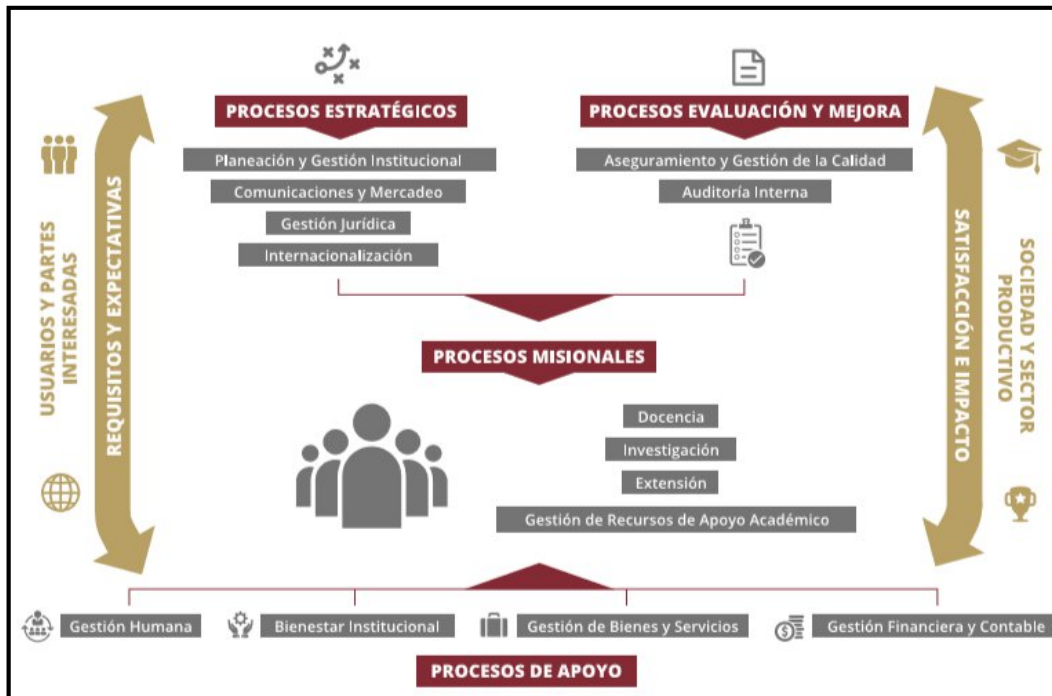 PROCESOS ESTRATÉGICOS
Planeación y Gestión Institucional
Comunicaciones y Mercadeo
Gestión Jurídica
Internacionalización
PROCESOS EVALUACIÓN Y MEJORA
Aseguramiento y Gestión de la Calidad
Auditoría Interna
USUARIOS Y PARTES
INTERESADAS
REQUISITOS Y EXPECTATIVAS
PROCESOS MISIONALES
Docencia
Investigación
Extensión
Gestión de Recursos de Apoyo Académico
SATISFACCIÓN E IMPACTO
SOCIEDAD Y SECTOR
PRODUCTIVO
Gestión Humana
Bienestar Institucional
Gestión de Bienes y Servicios
Gestión Financiera y Contable
PROCESOS DE APOYO